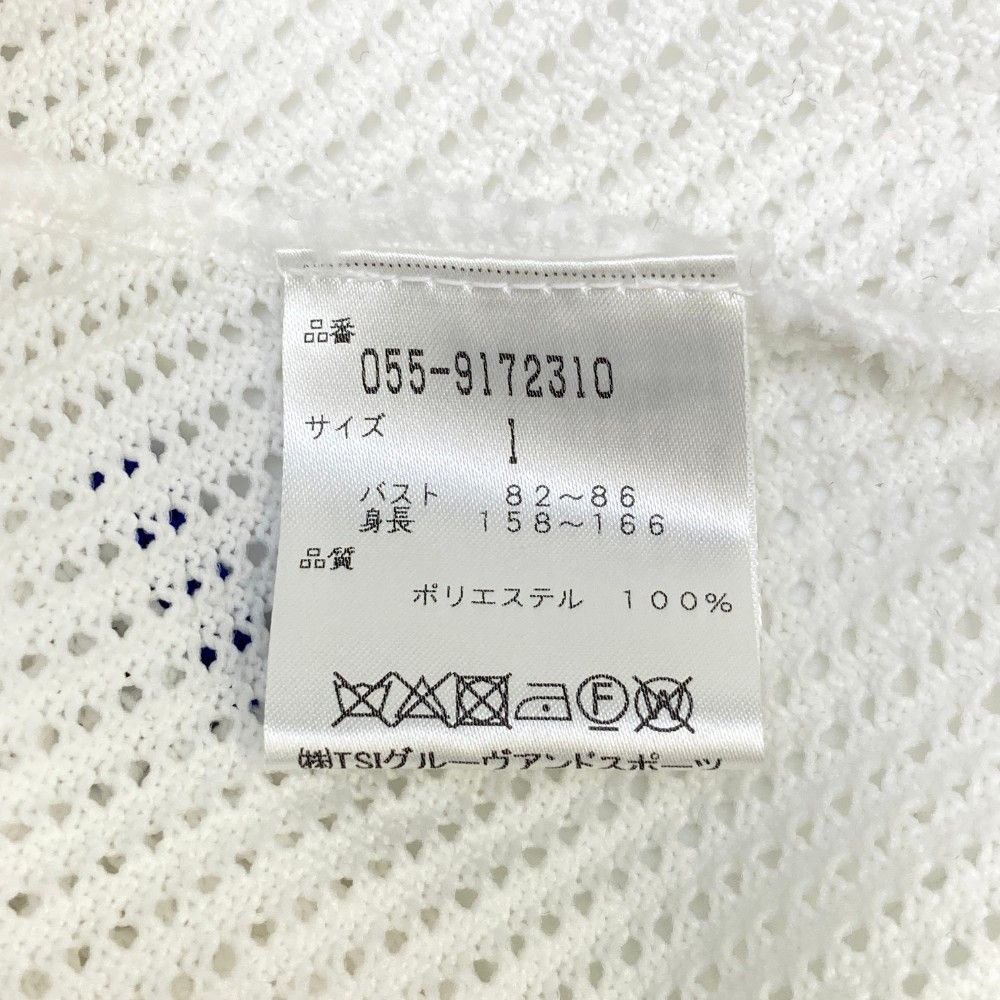 品番
055-9172310
サイズ 1
バスト 82~86
身長 158~166
品質
ポリエステル 100%
F W
㈱TSIグルーヴアンドスポーツ